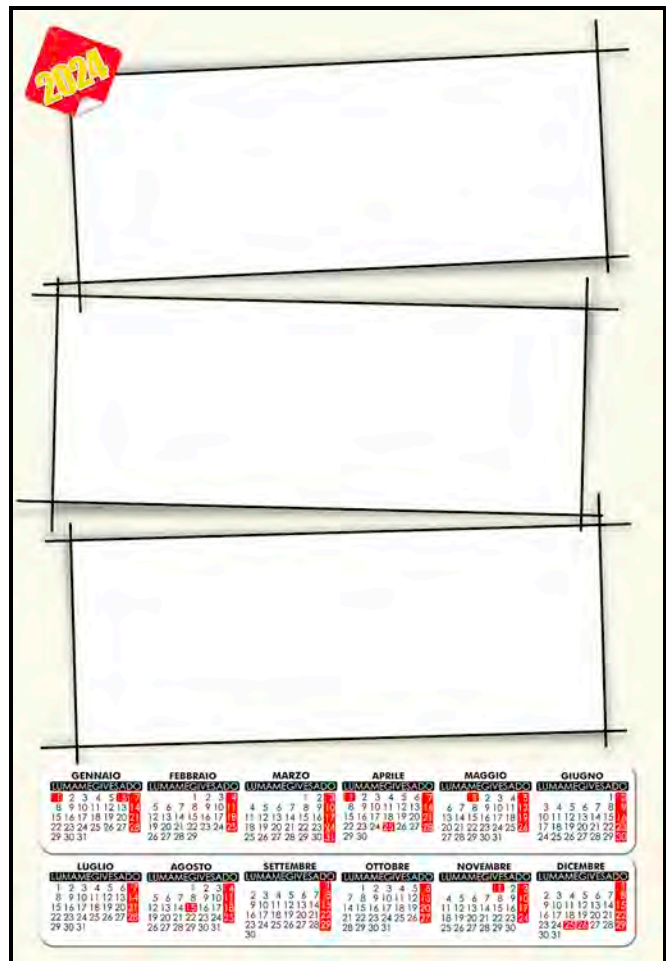 2024
GENNAIO
LUMAMEGIVESADO
1 2 3 4 5 6 7
8 9 10 11 12 13 14
15 16 17 18 19 20 21
22 23 24 25 26 27 28
29 30 31
FEBBRAIO
LUMAMEGIVESADO
1 2 3 4
5 6 7 8 9 10 11
12 13 14 15 16 17 18
19 20 21 22 23 24 25
26 27 28 29
MARZO
LUMAMEGIVESADO
1 2 3
4 5 6 7 8 9 10
11 12 13 14 15 16 17
18 19 20 21 22 23 24
25 26 27 28 29 30 31
APRILE
LUMAMEGIVESADO
1 2 3 4 5 6 7
8 9 10 11 12 13 14
15 16 17 18 19 20 21
22 23 24 25 26 27 28
29 30
MAGGIO
LUMAMEGIVESADO
1 2 3 4 5
6 7 8 9 10 11 12
13 14 15 16 17 18 19
20 21 22 23 24 25 26
27 28 29 30 31
GIUGNO
LUMAMEGIVESADO
1 2
3 4 5 6 7 8 9
10 11 12 13 14 15 16
17 18 19 20 21 22 23
24 25 26 27 28 29 30
LUGLIO
LUMAMEGIVESADO
1 2 3 4 5 6 7
8 9 10 11 12 13 14
15 16 17 18 19 20 21
22 23 24 25 26 27 28
29 30 31
AGOSTO
LUMAMEGIVESADO
1 2 3 4
5 6 7 8 9 10 11
12 13 14 15 16 17 18
19 20 21 22 23 24 25
26 27 28 29 30 31
SETTEMBRE
LUMAMEGIVESADO
1
2 3 4 5 6 7 8
9 10 11 12 13 14 15
16 17 18 19 20 21 22
23 24 25 26 27 28 29
30
OTTOBRE
LUMAMEGIVESADO
1 2 3 4 5 6
7 8 9 10 11 12 13
14 15 16 17 18 19 20
21 22 23 24 25 26 27
28 29 30 31
NOVEMBRE
LUMAMEGIVESADO
1 2 3
4 5 6 7 8 9 10
11 12 13 14 15 16 17
18 19 20 21 22 23 24
25 26 27 28 29 30
DICEMBRE
LUMAMEGIVESADO
1
2 3 4 5 6 7 8
9 10 11 12 13 14 15
16 17 18 19 20 21 22
23 24 25 26 27 28 29
30 31